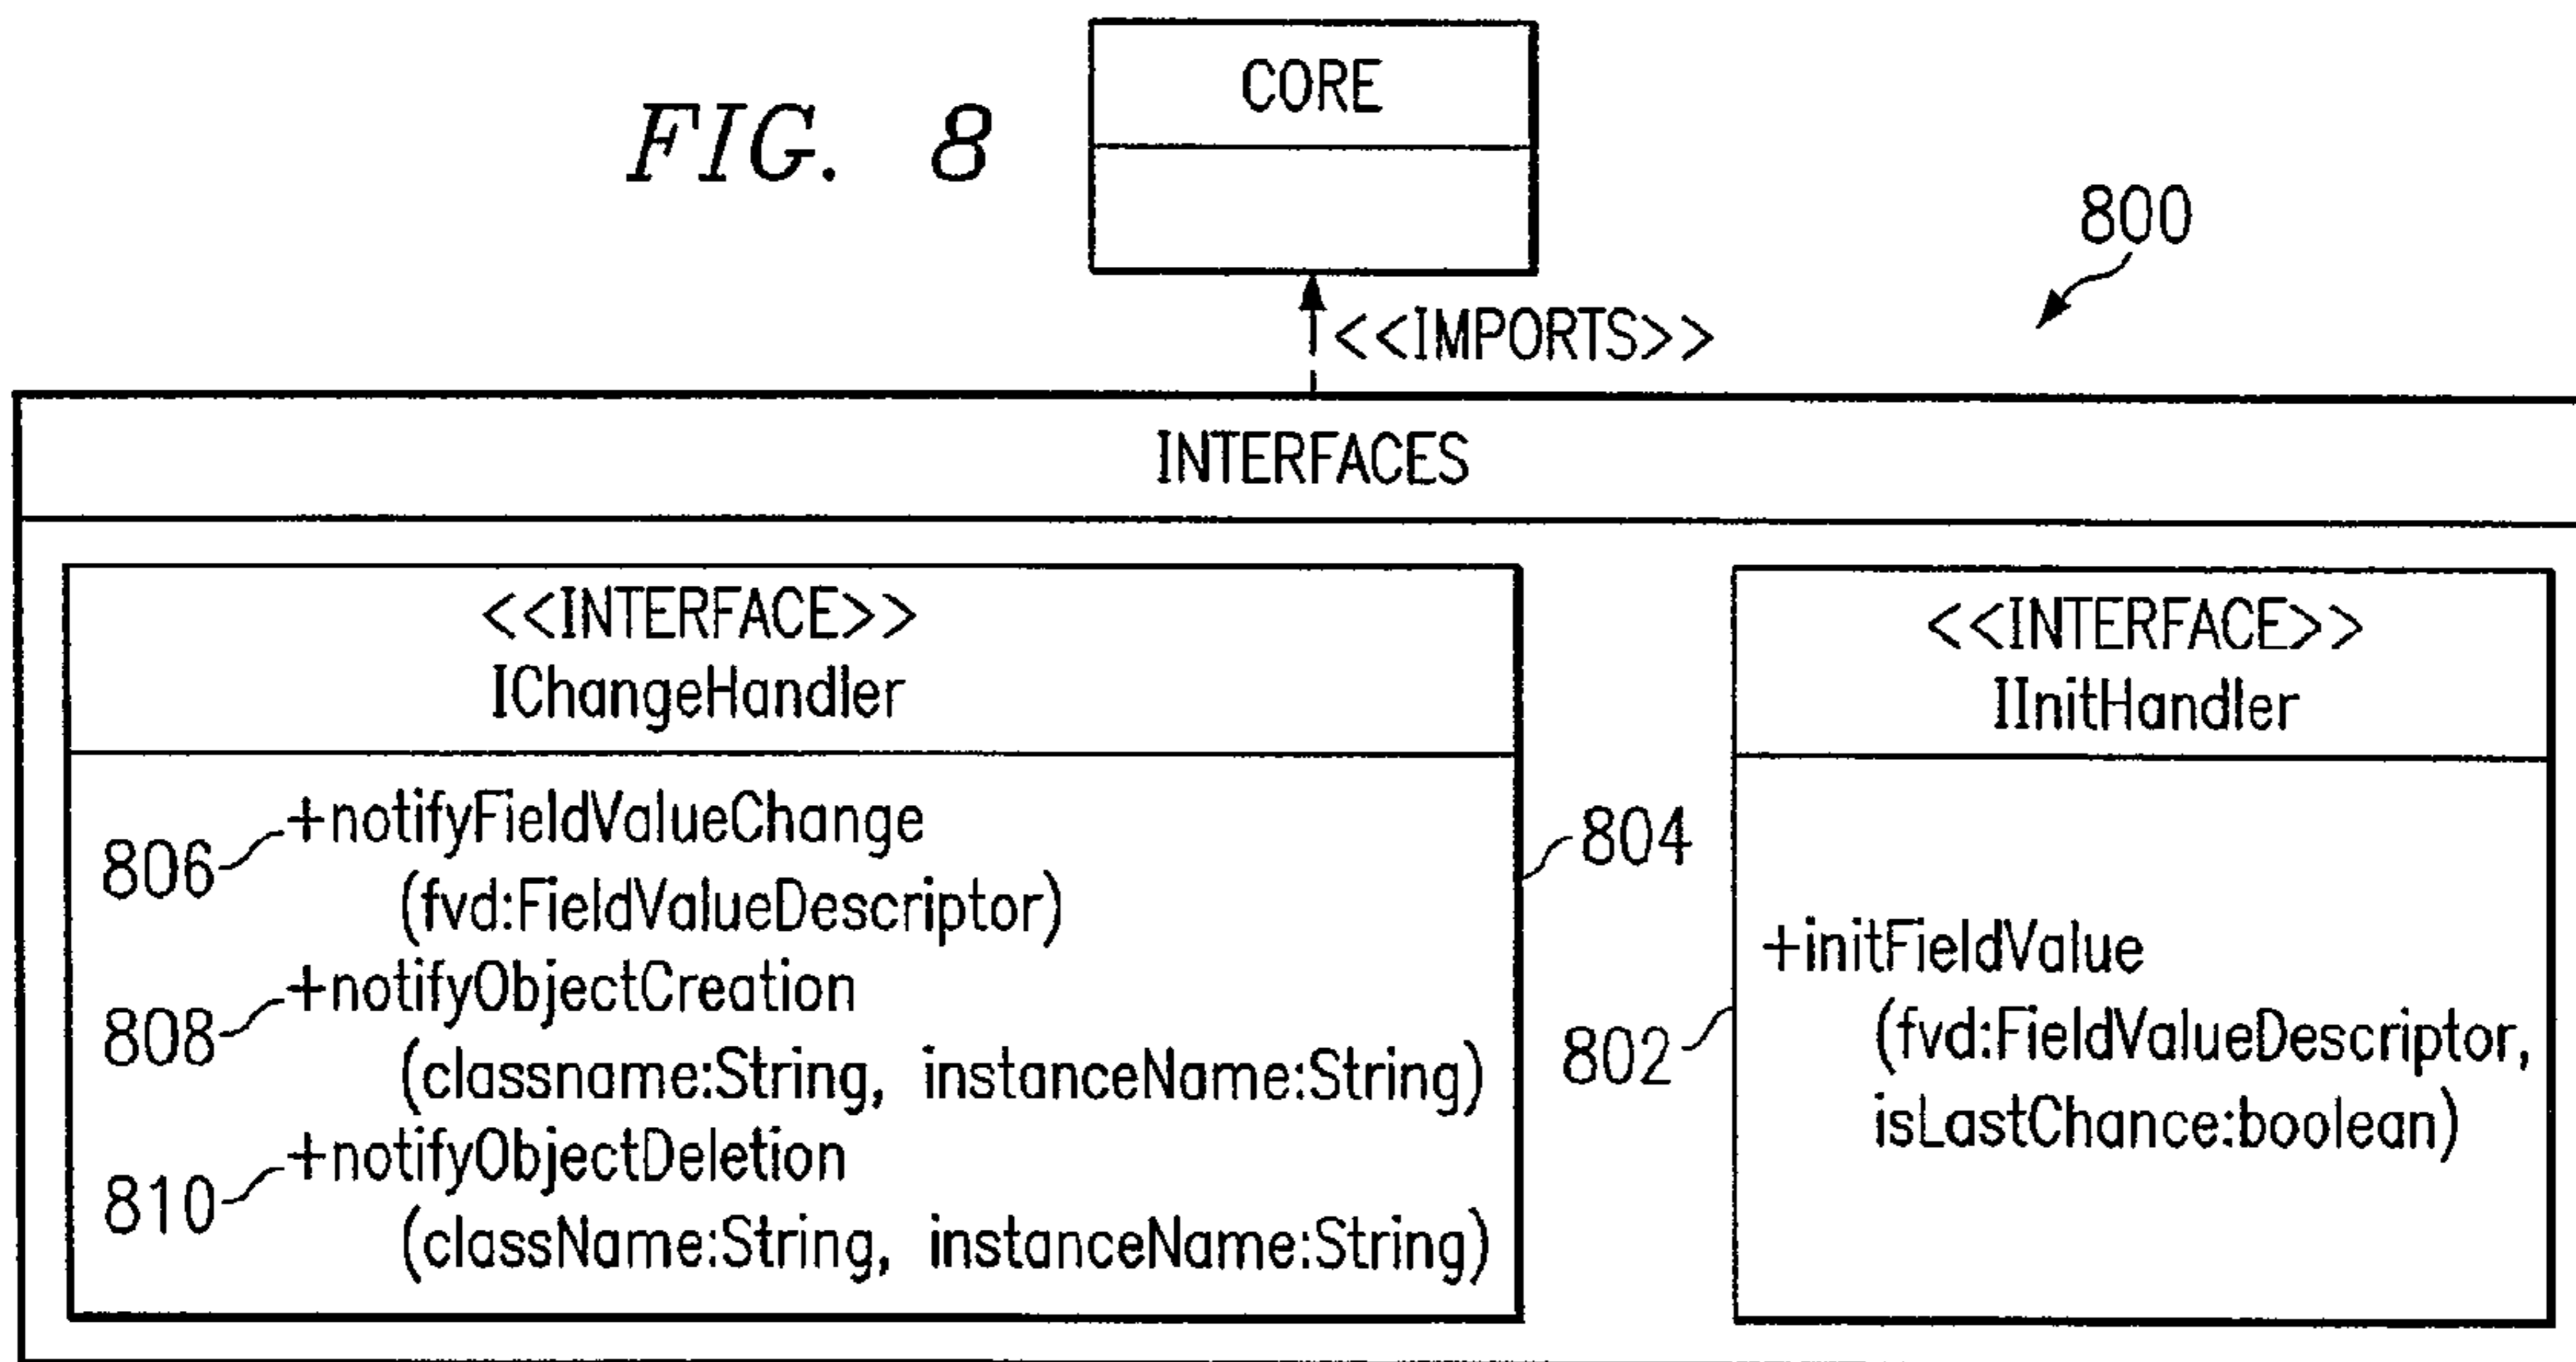 FIG. 8
CORE
800
<<IMPORTS>>
INTERFACES
<<INTERFACE>>
IChangeHandler
806
+notifyFieldValueChange
(fvd:FieldValueDescriptor)
808
+notifyObjectCreation
(classname:String, instanceName:String)
810
+notifyObjectDeletion
(className:String, instanceName:String)
804
<<INTERFACE>>
IInitHandler
802
+initFieldValue
(fvd:FieldValueDescriptor,
isLastChance:boolean)